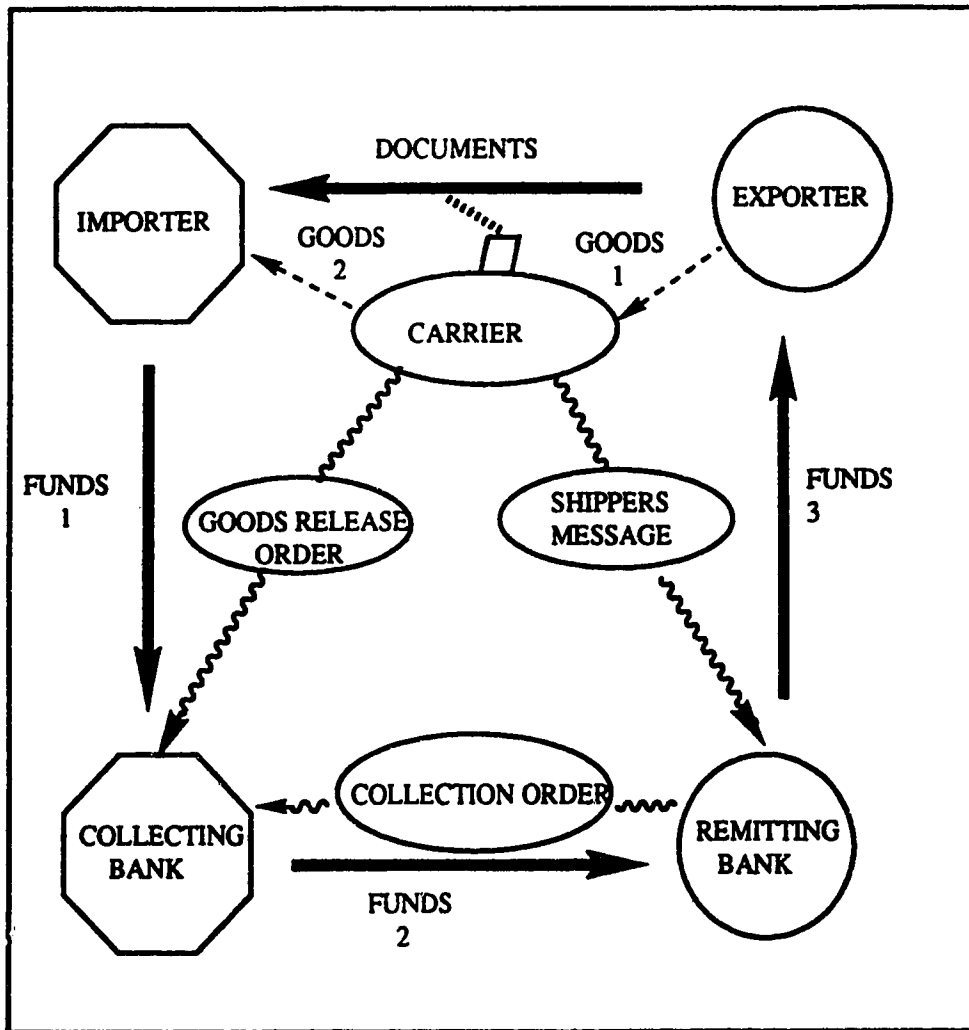 DOCUMENTS
IMPORTER
EXPORTER
GOODS
2
GOODS
1
CARRIER
FUNDS
1
GOODS RELEASE
ORDER
SHIPPERS
MESSAGE
FUNDS
3
COLLECTION ORDER
COLLECTING
BANK
REMITTING
BANK
FUNDS
2